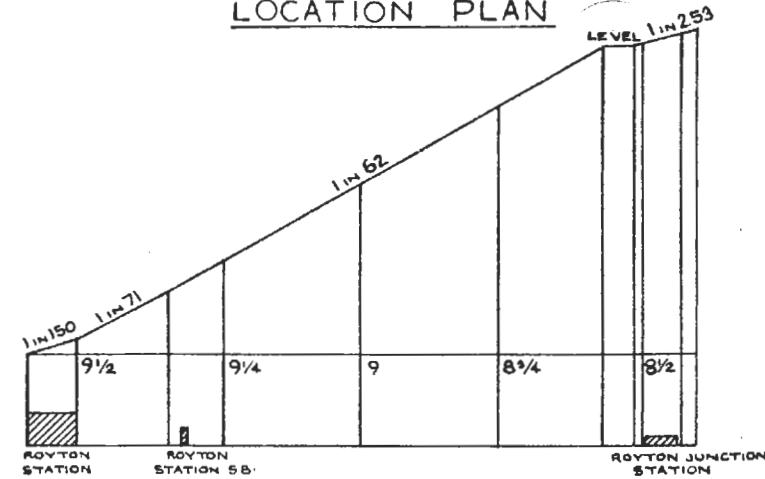 LOCATION PLAN
LEVEL
1 IN 253
1 IN 62
1 IN 71
1 IN 150
9½
9¼
9
8¾
8½
ROYTON
STATION
ROYTON
STATION S.B.
ROYTON JUNCTION
STATION